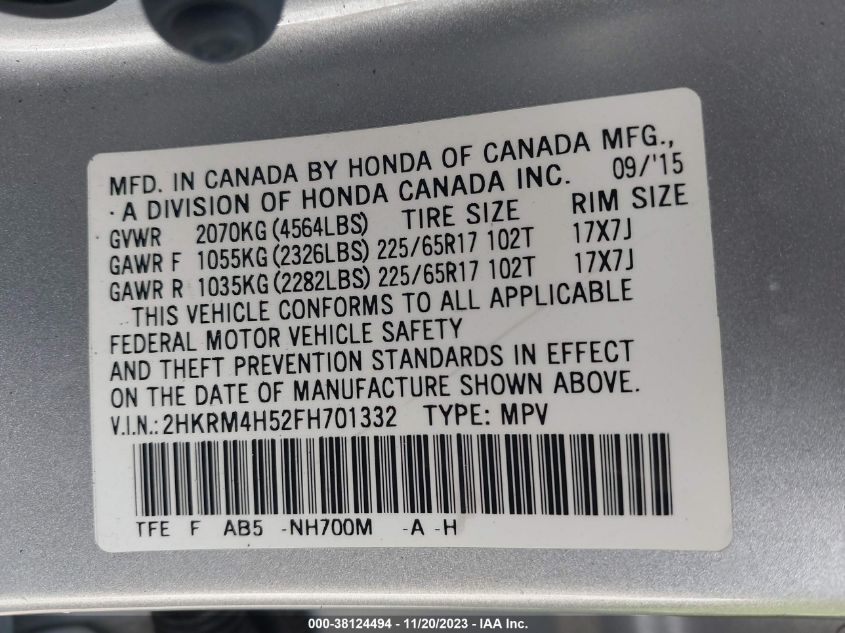 MFD. IN CANADA BY HONDA OF CANADA MFG.,
·A DIVISION OF HONDA CANADA INC. 09/'15
GVWR 2070KG (4564LBS) TIRE SIZE RIM SIZE
GAWR F 1055KG (2326LBS) 225/65R17 102T 17X7J
GAWR R 1035KG (2282LBS) 225/65R17 102T 17X7J
THIS VEHICLE CONFORMS TO ALL APPLICABLE
FEDERAL MOTOR VEHICLE SAFETY
AND THEFT PREVENTION STANDARDS IN EFFECT
ON THE DATE OF MANUFACTURE SHOWN ABOVE.
V.I.N.: 2HKRM4H52FH701332 TYPE: MPV
TFE F AB5 -NH700M -A -H
000-38124494 - 11/20/2023 - IAA Inc.